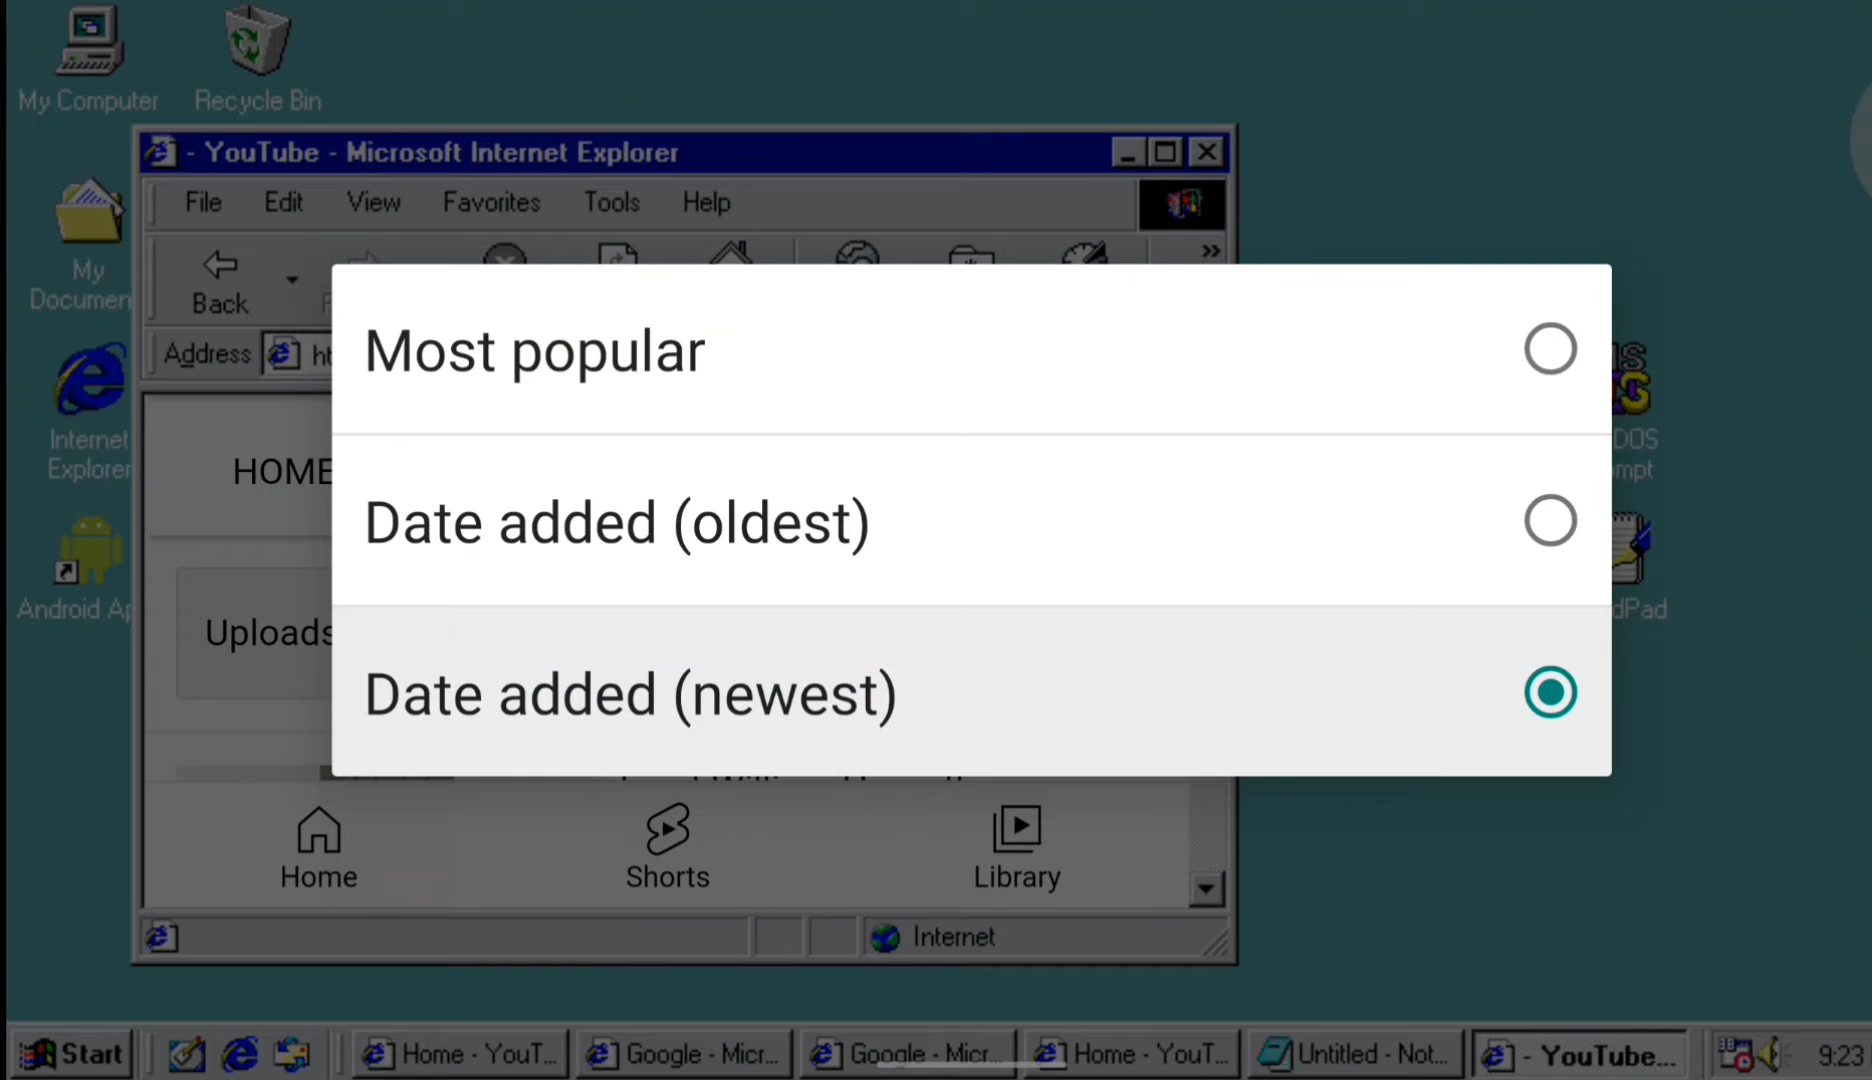 My Computer
Recycle Bin
- YouTube - Microsoft Internet Explorer
File Edit View Favorites Tools Help
My
Back
Address
Most popular
Date added (oldest)
Date added (newest)
Internet
HOME
DOS
Uploads
Home Shorts Library
Internet
Start
Home - YouT...
Google - Micr...
Google - Micr...
Home - YouT...
Untitled - Not...
- YouTube...
9:23